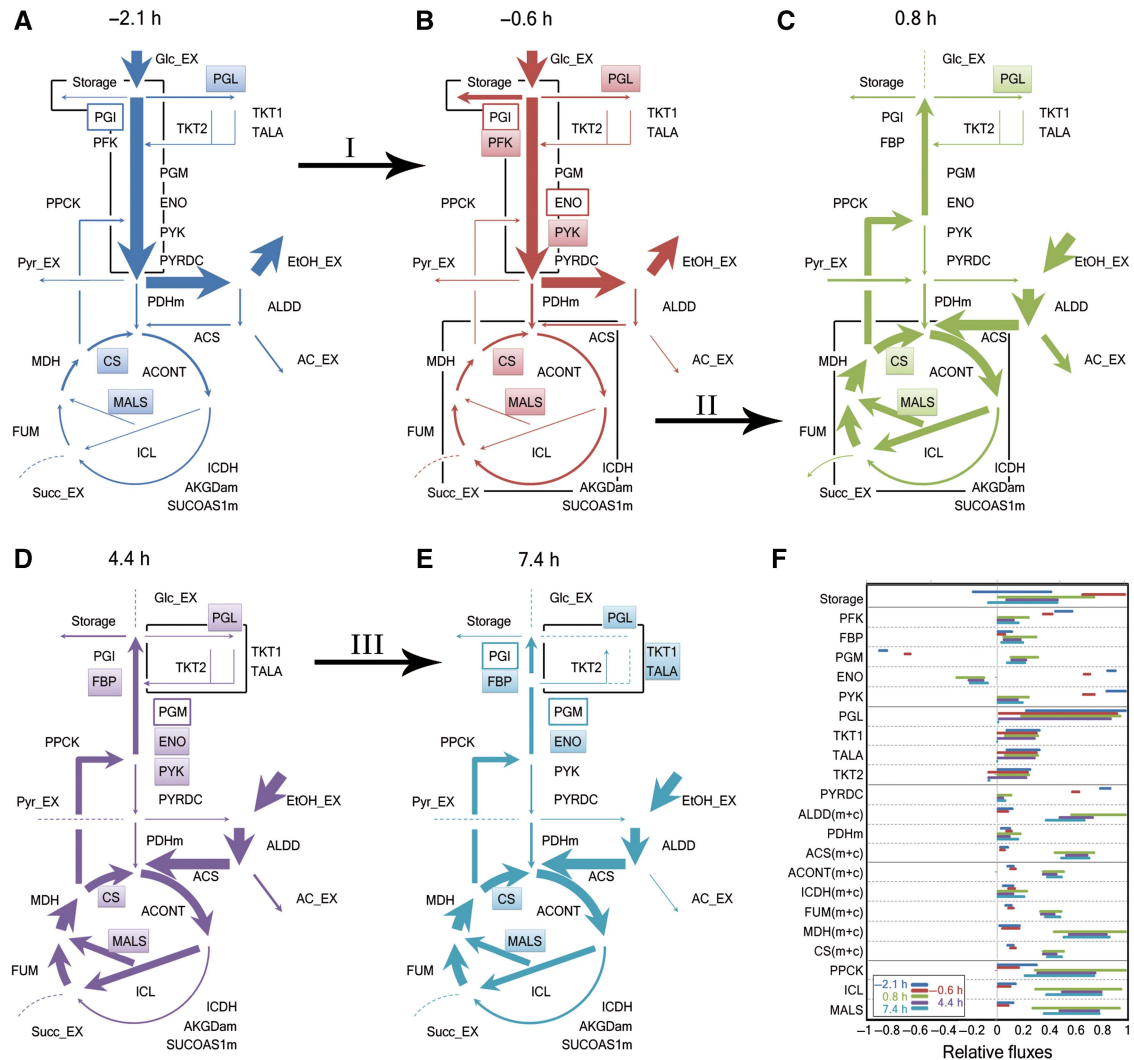 A
−2.1 h
Glc_EX
Storage
PGL
PGI
PFK
TKT2
TKT1
TALA
PGM
PPCK
ENO
PYK
Pyr_EX
PYRDC
EtOH_EX
PDHm
ALDD
ACS
MDH
CS
ACONT
AC_EX
MALS
FUM
ICL
Succ_EX
ICDH
AKGDam
SUCOAS1m
I
B
−0.6 h
Glc_EX
Storage
PGL
PGI
PFK
TKT2
TKT1
TALA
PGM
PPCK
ENO
PYK
Pyr_EX
PYRDC
EtOH_EX
PDHm
ALDD
ACS
MDH
CS
ACONT
AC_EX
MALS
FUM
ICL
Succ_EX
ICDH
AKGDam
SUCOAS1m
II
C
0.8 h
Glc_EX
Storage
PGL
PGI
FBP
TKT2
TKT1
TALA
PGM
PPCK
ENO
PYK
Pyr_EX
PYRDC
EtOH_EX
PDHm
ALDD
ACS
MDH
CS
ACONT
AC_EX
MALS
FUM
ICL
Succ_EX
ICDH
AKGDam
SUCOAS1m
D
4.4 h
Glc_EX
Storage
PGL
PGI
FBP
TKT2
TKT1
TALA
PGM
PPCK
ENO
PYK
Pyr_EX
PYRDC
EtOH_EX
PDHm
ALDD
ACS
MDH
CS
ACONT
AC_EX
MALS
FUM
ICL
Succ_EX
ICDH
AKGDam
SUCOAS1m
III
E
7.4 h
Glc_EX
Storage
PGL
PGI
FBP
TKT2
TKT1
TALA
PGM
PPCK
ENO
PYK
Pyr_EX
PYRDC
EtOH_EX
PDHm
ALDD
ACS
MDH
CS
ACONT
AC_EX
MALS
FUM
ICL
Succ_EX
ICDH
AKGDam
SUCOAS1m
F
Storage
PFK
FBP
PGM
ENO
PYK
PGL
TKT1
TALA
TKT2
PYRDC
ALDD(m+c)
PDHm
ACS(m+c)
ACONT(m+c)
ICDH(m+c)
FUM(m+c)
MDH(m+c)
CS(m+c)
PPCK
ICL
MALS
−2.1 h
−0.6 h
0.8 h
4.4 h
7.4 h
−1 −0.8 −0.6 −0.4 −0.2 0 0.2 0.4 0.6 0.8 1
Relative fluxes